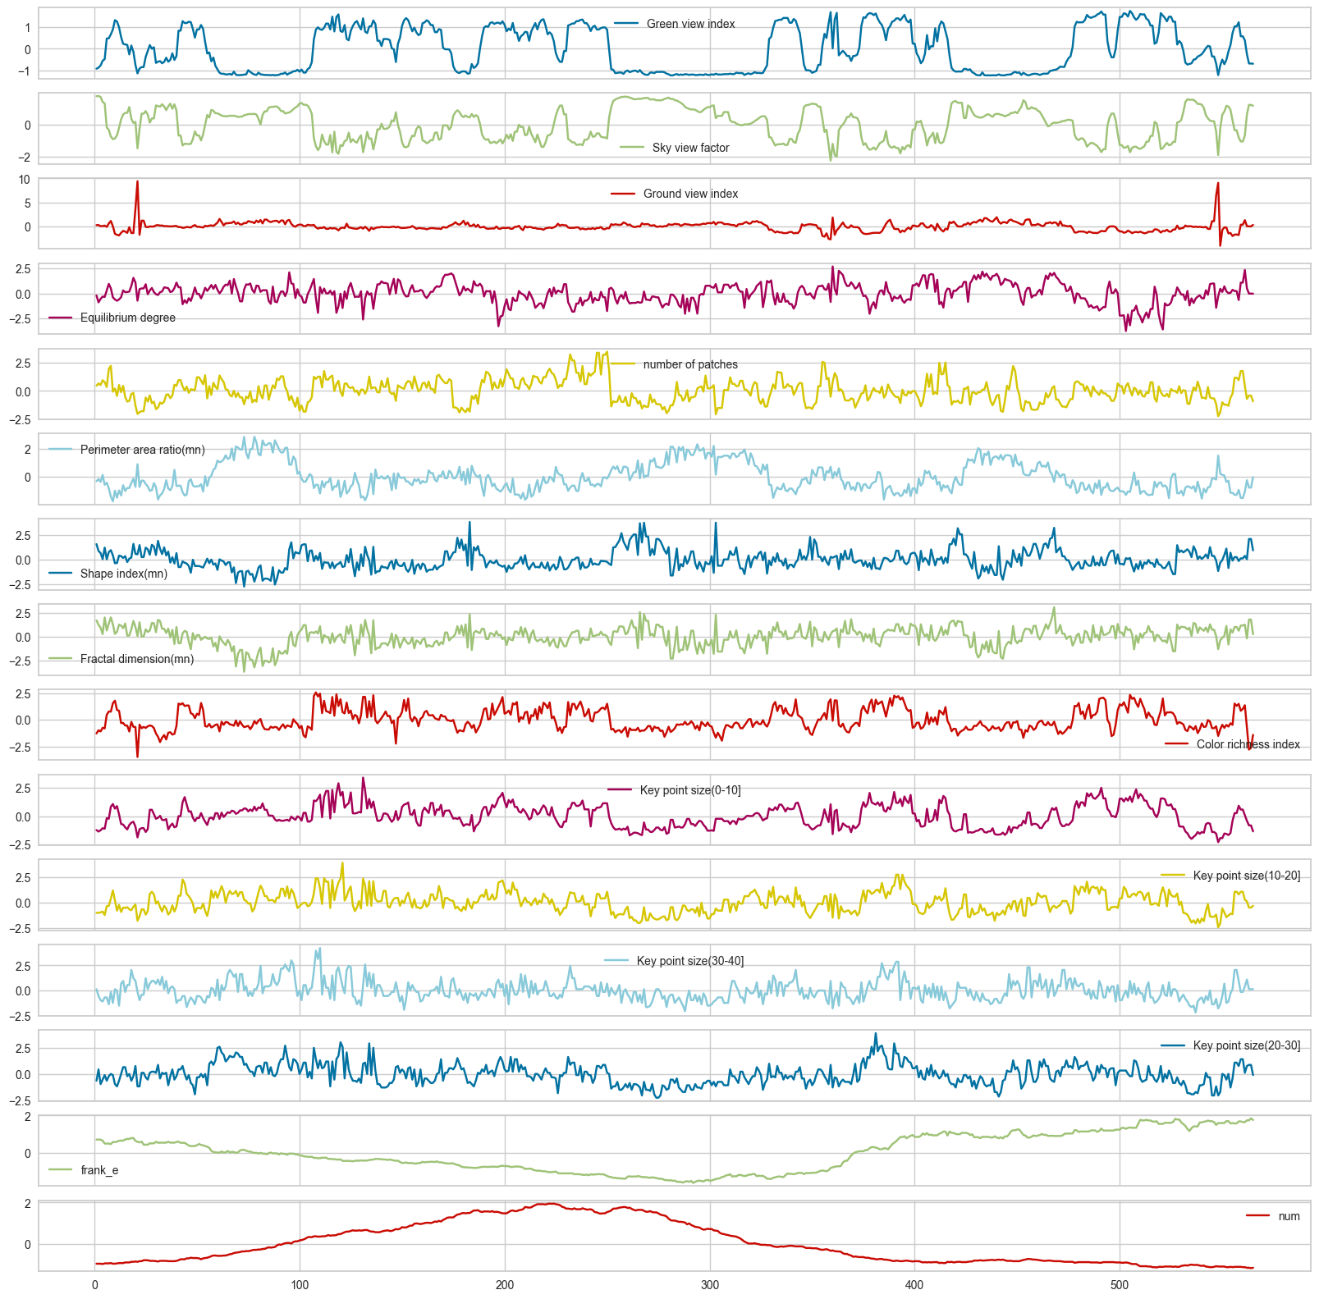 1
0
−1
Green view index
0
−2
Sky view factor
10
5
0
Ground view index
2.5
0.0
−2.5
Equilibrium degree
2.5
0.0
−2.5
number of patches
2
0
Perimeter area ratio(mn)
2.5
0.0
−2.5
Shape index(mn)
2.5
0.0
−2.5
Fractal dimension(mn)
2.5
0.0
−2.5
Color richness index
2.5
0.0
−2.5
Key point size(0-10]
2.5
0.0
−2.5
Key point size(10-20]
2.5
0.0
−2.5
Key point size(30-40]
2.5
0.0
−2.5
Key point size(20-30]
2
0
frank_e
2
0
num
0 100 200 300 400 500